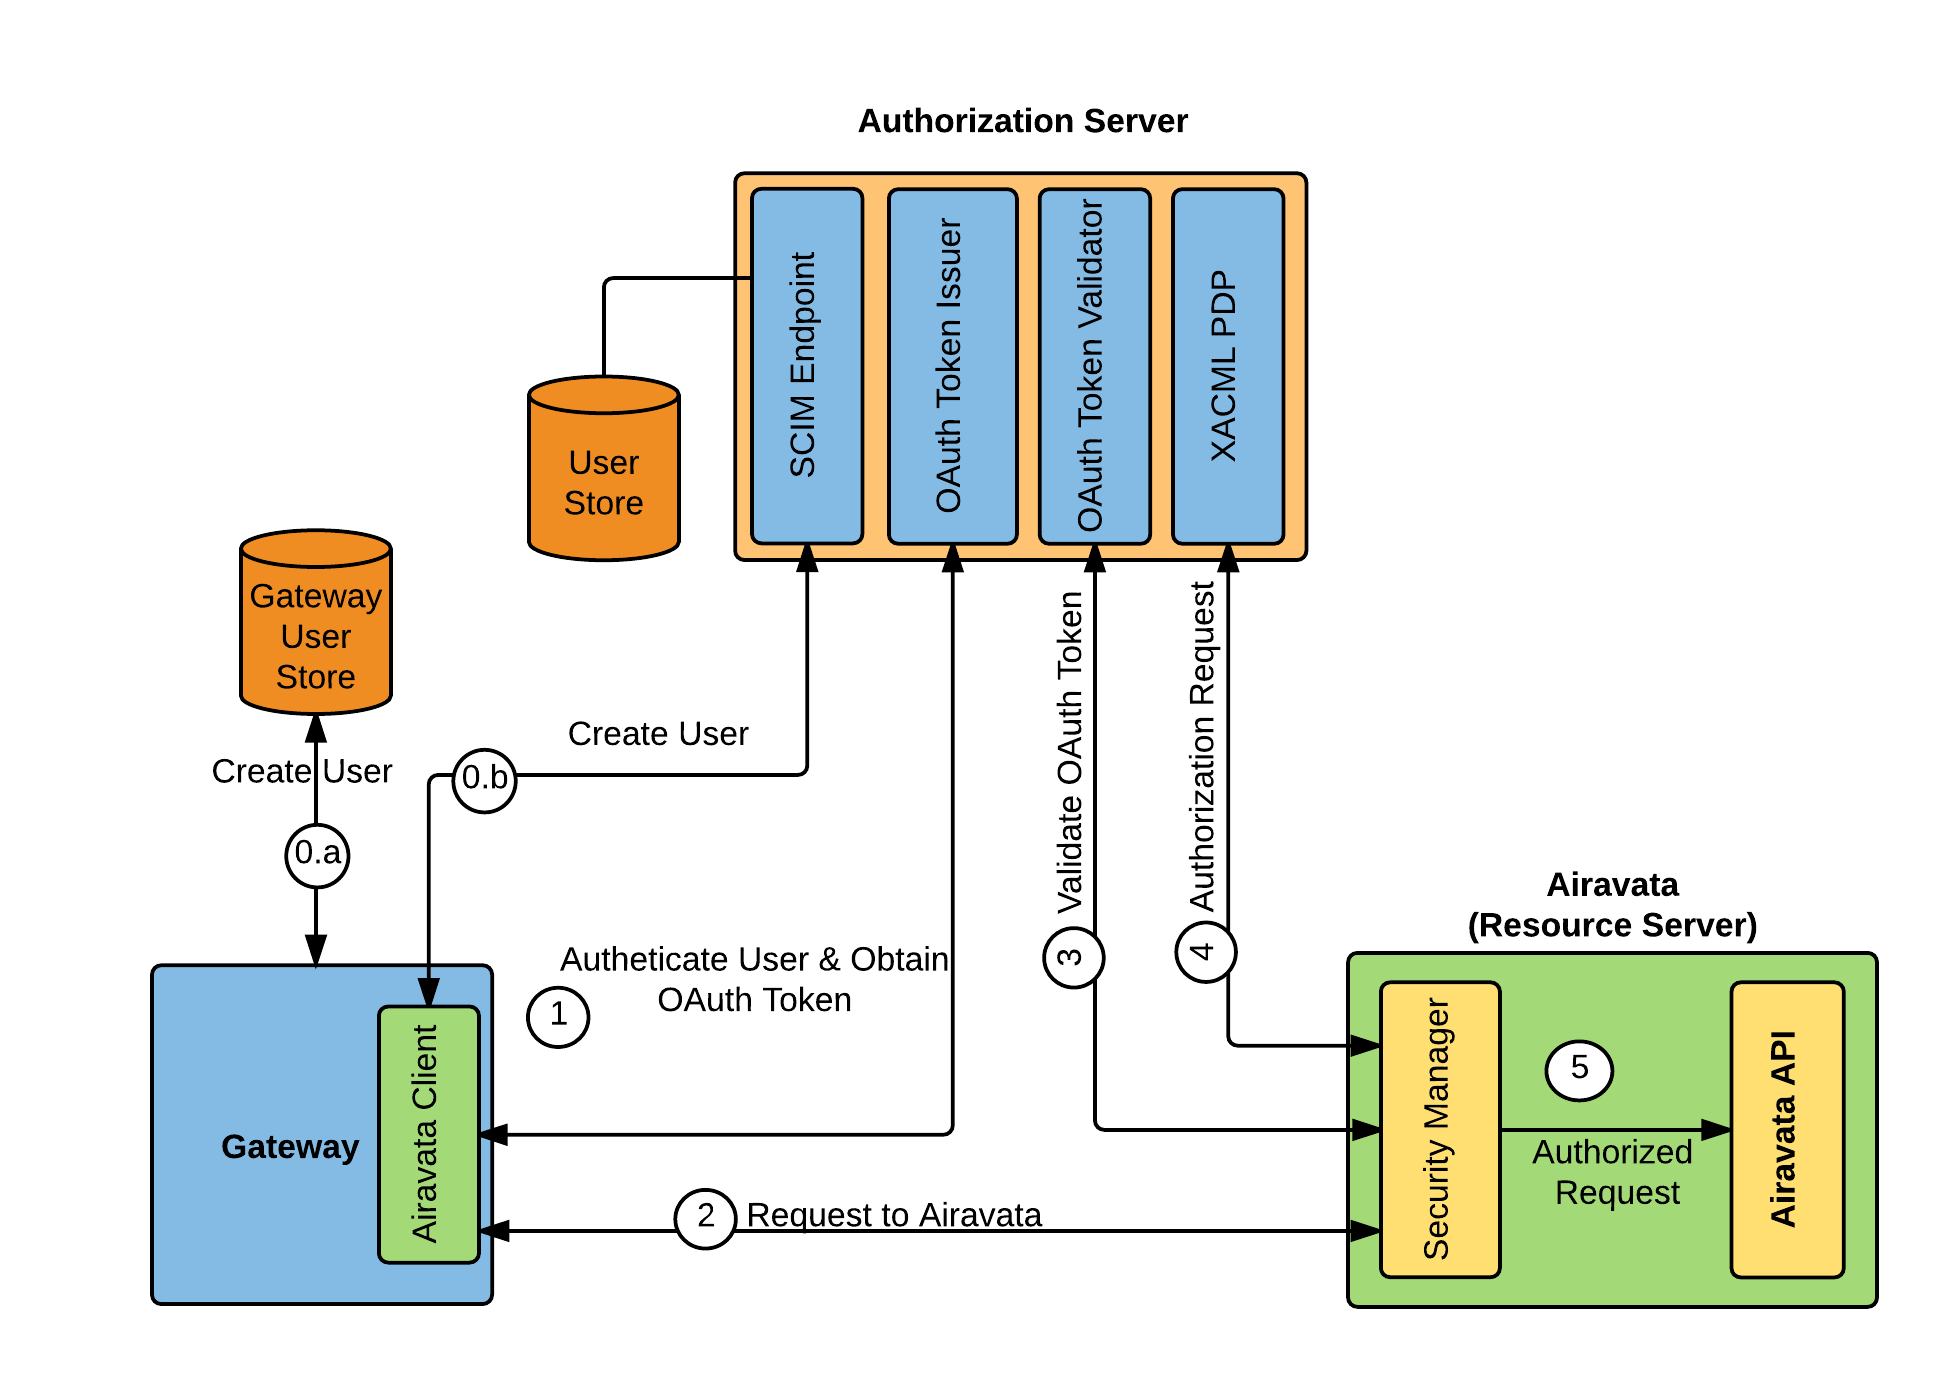 Authorization Server
SCIM Endpoint
OAuth Token Issuer
OAuth Token Validator
XACML PDP
User
Store
Gateway
User
Store
Create User
0.a
Create User
0.b
Autheticate User & Obtain
OAuth Token
1
Validate OAuth Token
3
Authorization Request
4
Airavata
(Resource Server)
Gateway
Airavata Client
2
Request to Airavata
Security Manager
5
Authorized
Request
Airavata API